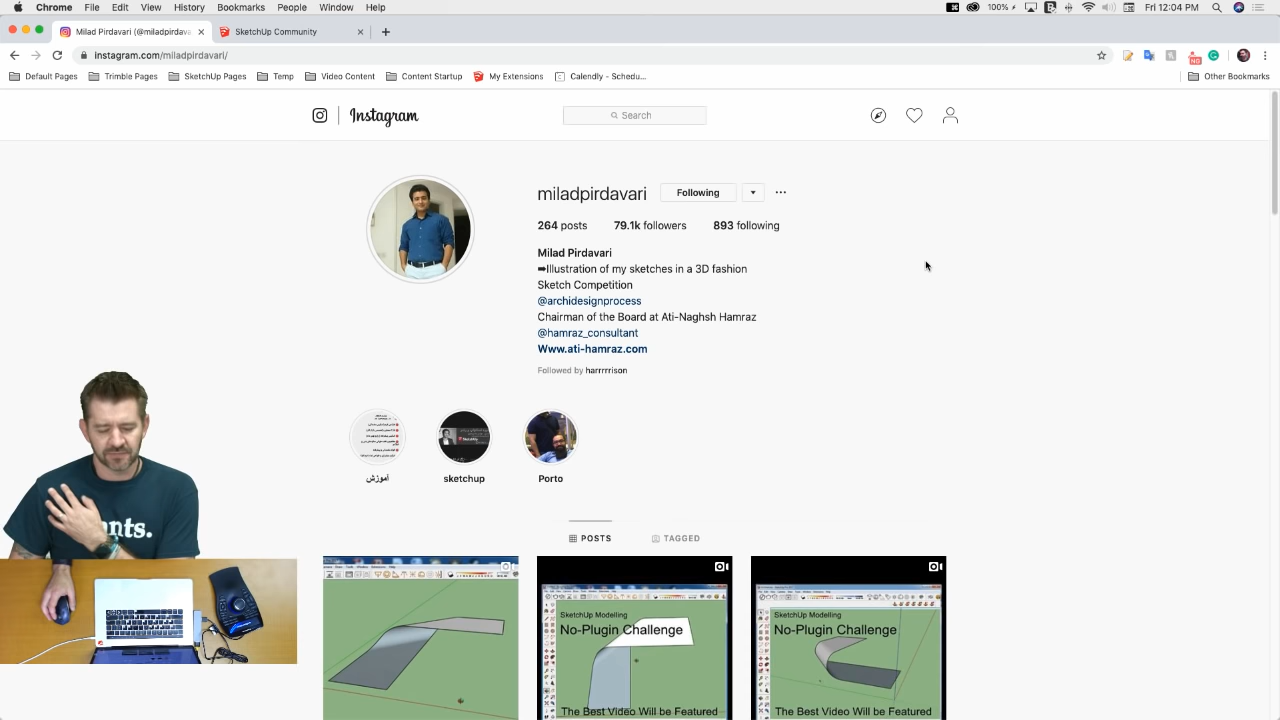 Chrome File Edit View History Bookmarks People Window Help 100% Fri 12:04 PM
Milad Pirdavari (@miladpirdava SketchUp Community
instagram.com/miladpirdavari/
Default Pages Trimble Pages SketchUp Pages Temp Video Content Content Startup My Extensions Calendly - Schedu... Other Bookmarks
Instagram Search
miladpirdavari Following
264 posts 79.1k followers 893 following
Milad Pirdavari
➡Illustration of my sketches in a 3D fashion
Sketch Competition
@archidesignprocess
Chairman of the Board at Ati-Naghsh Hamraz
@hamraz_consultant
Www.ati-hamraz.com
Followed by harrrrrison
آموزش sketchup Porto
POSTS TAGGED
SketchUp Modelling
No-Plugin Challenge
The Best Video Will be Featured
SketchUp Modelling
No-Plugin Challenge
The Best Video Will be Featured